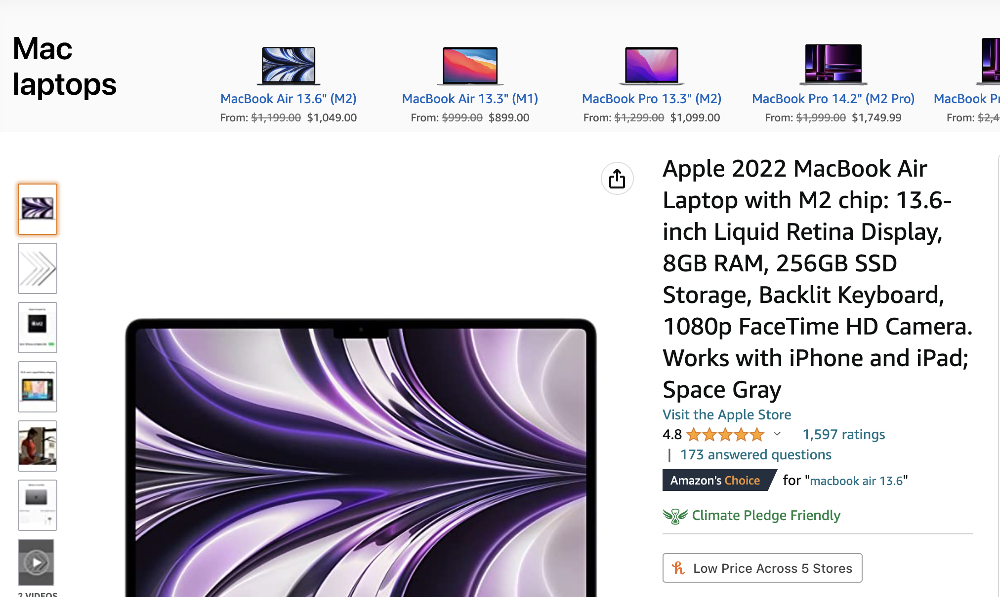 Mac
laptops
MacBook Air 13.6" (M2)
From: $1,199.00 $1,049.00
MacBook Air 13.3" (M1)
From: $999.00 $899.00
MacBook Pro 13.3" (M2)
From: $1,299.00 $1,099.00
MacBook Pro 14.2" (M2 Pro)
From: $1,999.00 $1,749.99
MacBook
From:
Apple 2022 MacBook Air
Laptop with M2 chip: 13.6-
inch Liquid Retina Display,
8GB RAM, 256GB SSD
Storage, Backlit Keyboard,
1080p FaceTime HD Camera.
Works with iPhone and iPad;
Space Gray
Visit the Apple Store
4.8 1,597 ratings
| 173 answered questions
Amazon's Choice for "macbook air 13.6"
Climate Pledge Friendly
Low Price Across 5 Stores
M2
2 VIDEOS